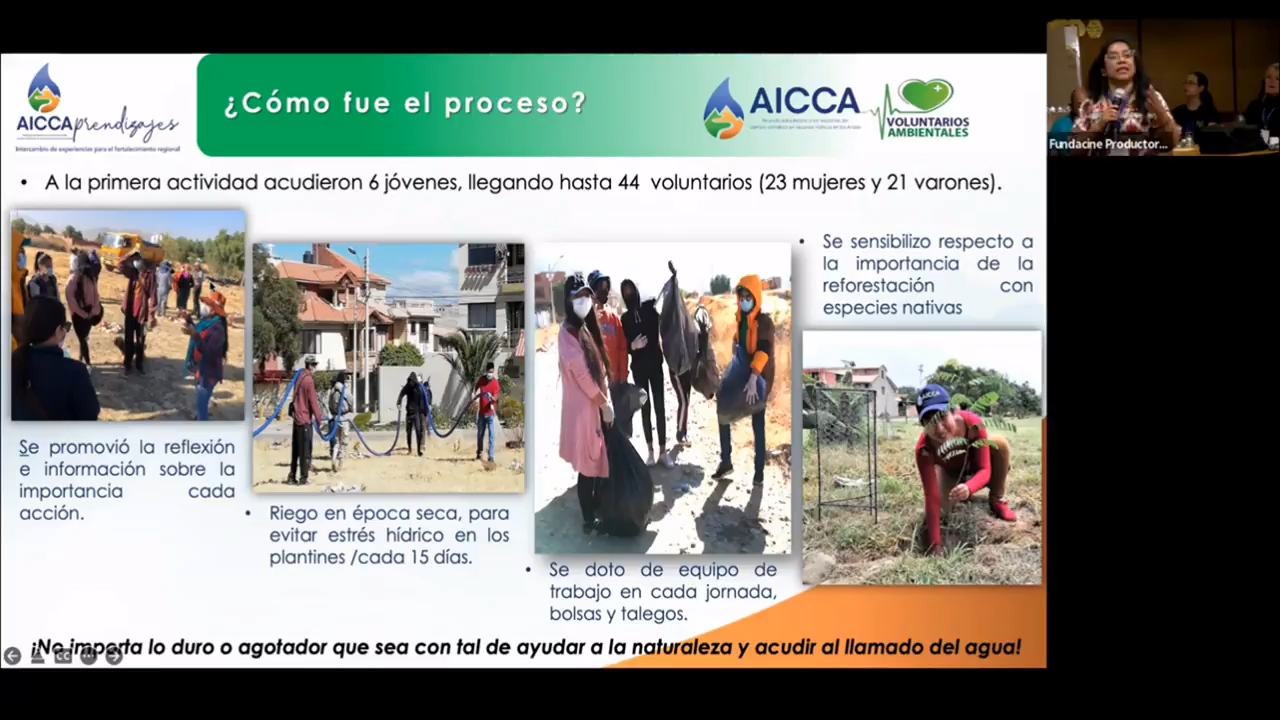 AICCAprendizajes
Intercambio de experiencias para el fortalecimiento regional
¿Cómo fue el proceso?
AICCA
VOLUNTARIOS
AMBIENTALES
Fundacine Productor...
• A la primera actividad acudieron 6 jóvenes, llegando hasta 44 voluntarios (23 mujeres y 21 varones).
Se promovió la reflexión
e información sobre la
importancia cada
acción.
• Riego en época seca, para
evitar estrés hídrico en los
plantines /cada 15 días.
• Se doto de equipo de
trabajo en cada jornada,
bolsas y talegos.
• Se sensibilizo respecto a
la importancia de la
reforestación con
especies nativas
¡No importa lo duro o agotador que sea con tal de ayudar a la naturaleza y acudir al llamado del agua!
CC